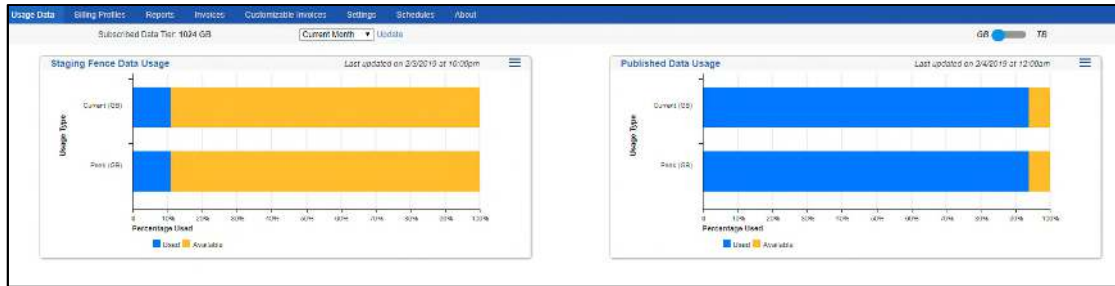 Usage Data Billing Profiles Reports Invoices Customizable Invoices Settings Schedules About
Subscribed Data Tier: 1024 GB Current Month Update GB TB
Staging Fence Data Usage Last updated on 2/3/2019 at 10:00pm
Usage Type
Current (GB)
Peak (GB)
0 10% 20% 30% 40% 50% 60% 70% 80% 90% 100%
Percentage Used
Used Available
Published Data Usage Last updated on 2/4/2019 at 12:00am
Usage Type
Current (GB)
Peak (GB)
0 10% 20% 30% 40% 50% 60% 70% 80% 90% 100%
Percentage Used
Used Available